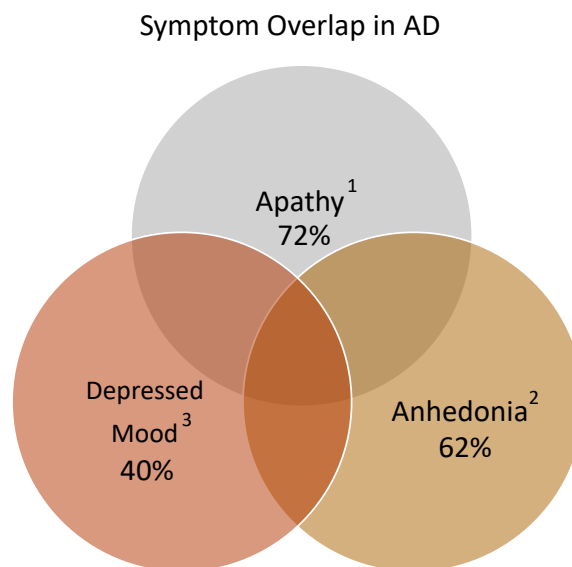 Symptom Overlap in AD
Apathy¹
72%
Depressed
Mood³
40%
Anhedonia²
62%